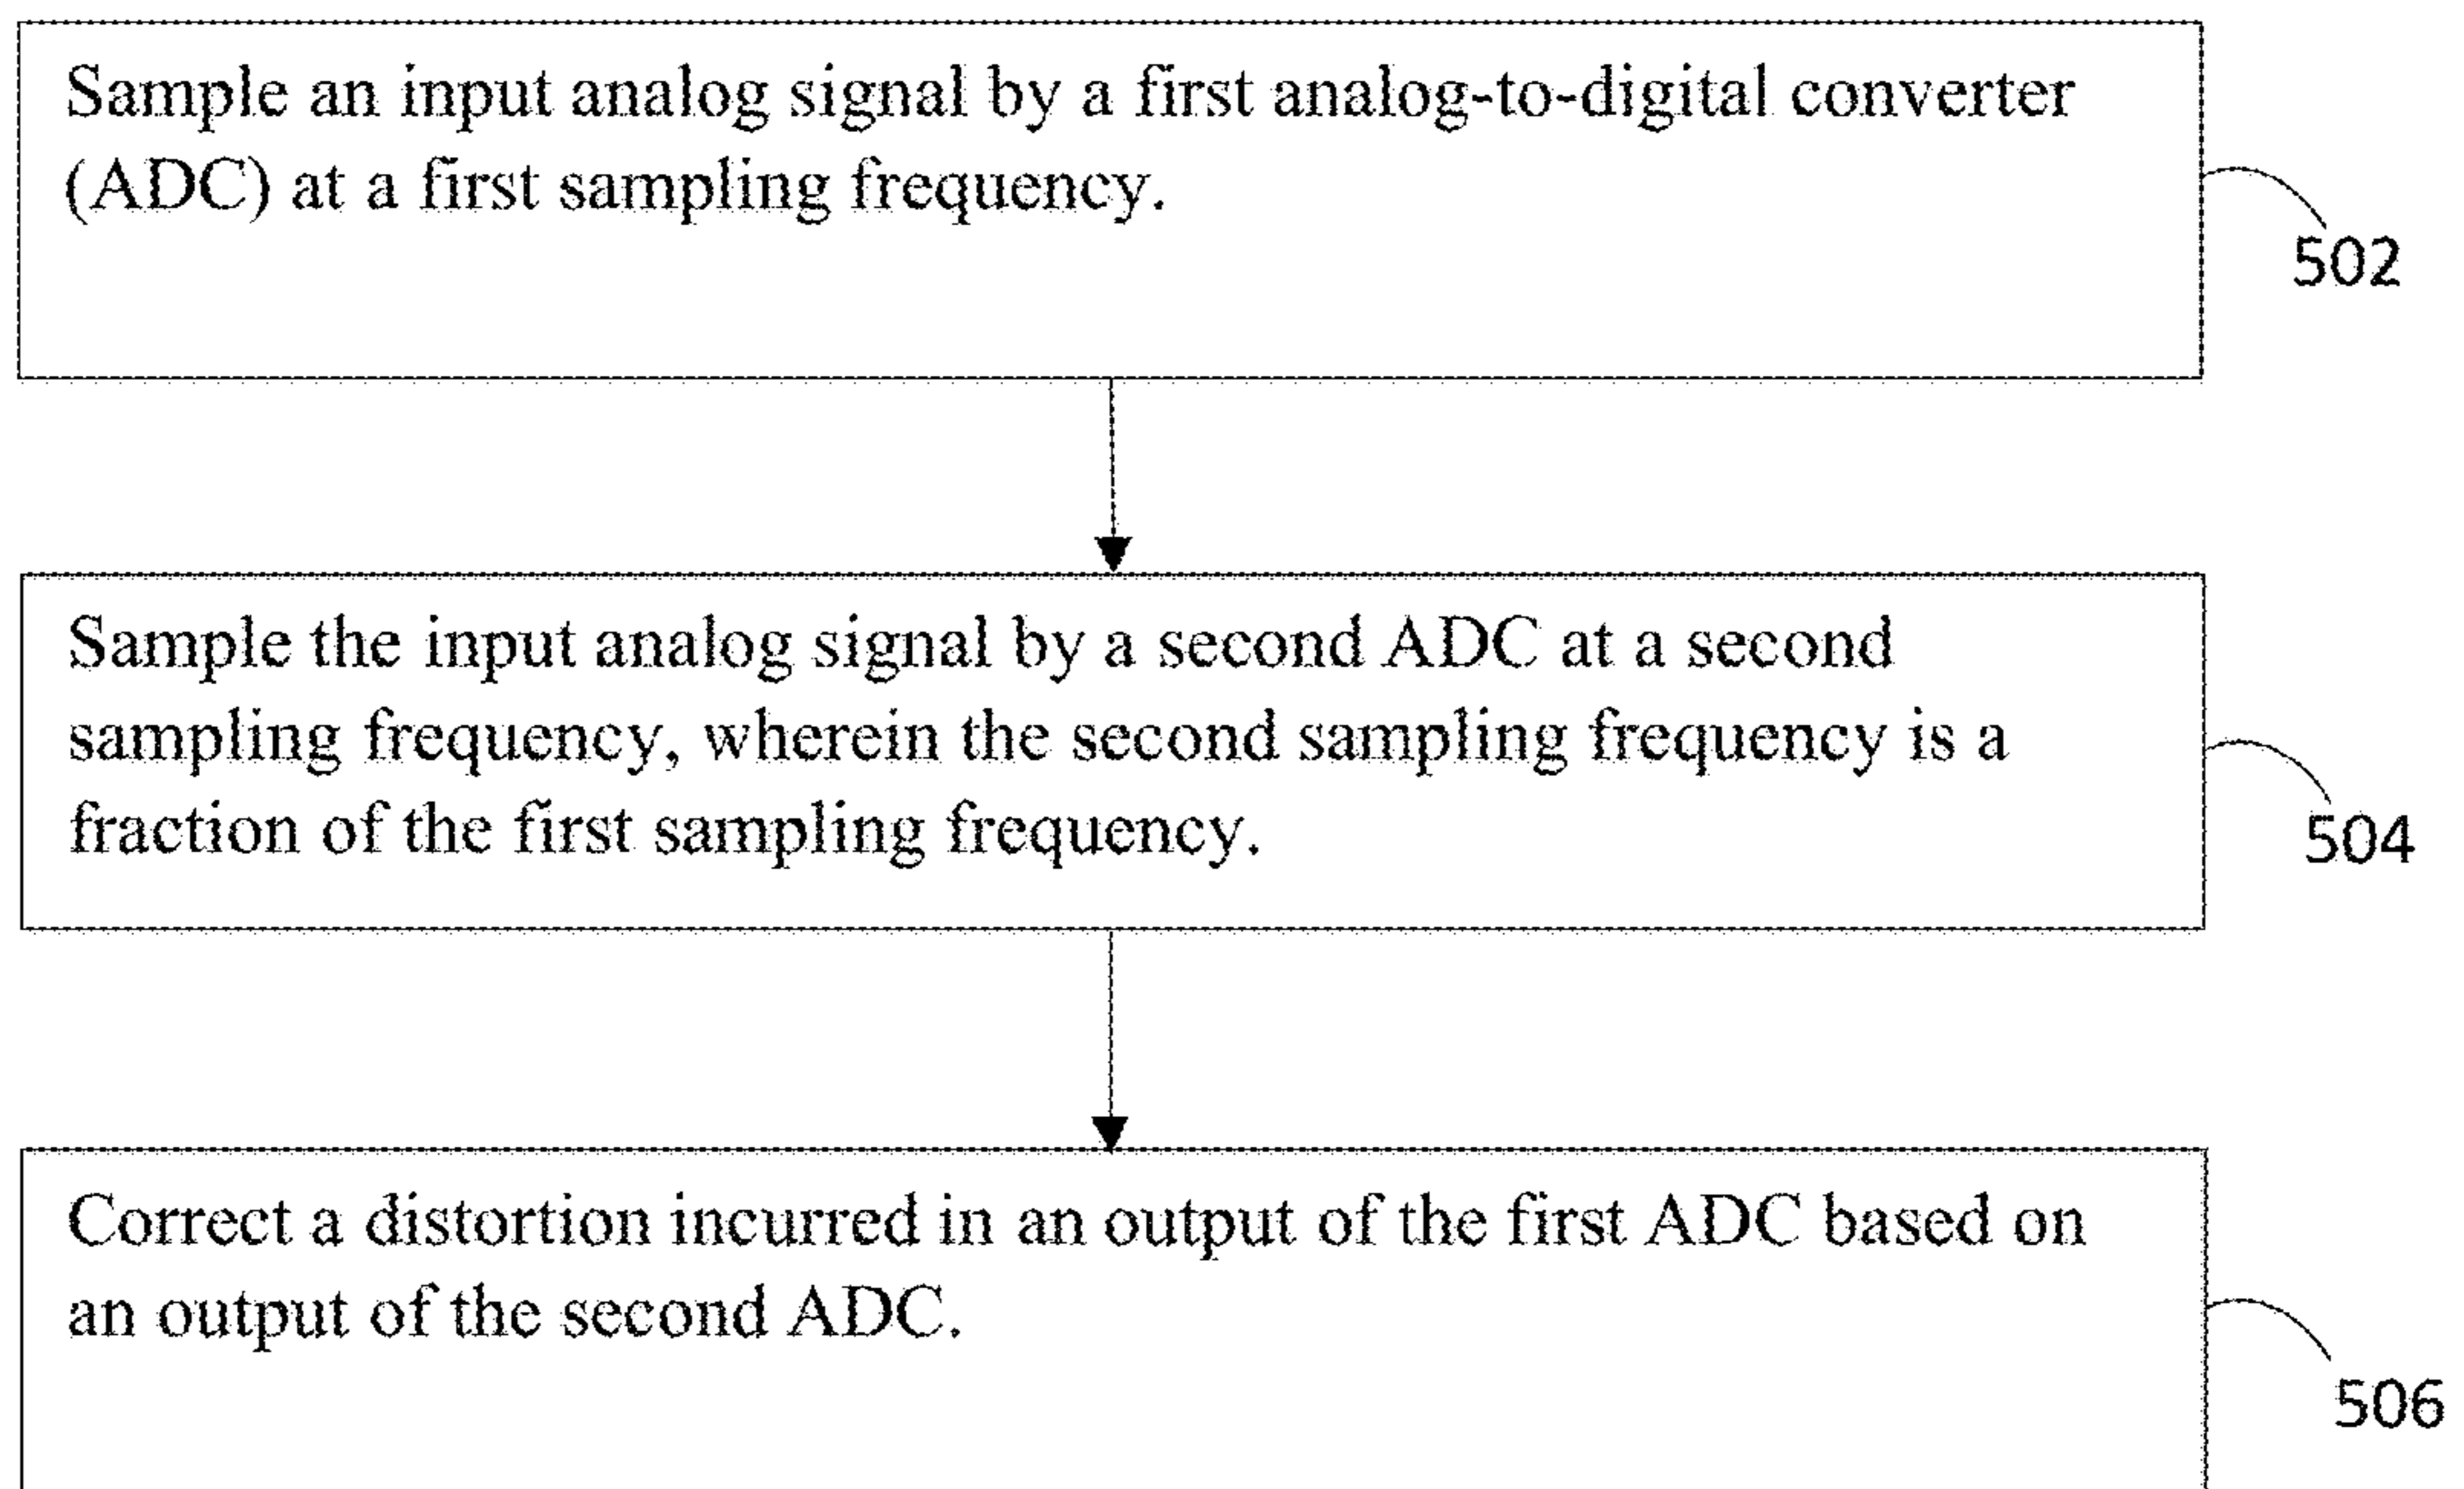 Sample an input analog signal by a first analog-to-digital converter
(ADC) at a first sampling frequency.
502
Sample the input analog signal by a second ADC at a second
sampling frequency, wherein the second sampling frequency is a
fraction of the first sampling frequency.
504
Correct a distortion incurred in an output of the first ADC based on
an output of the second ADC.
506